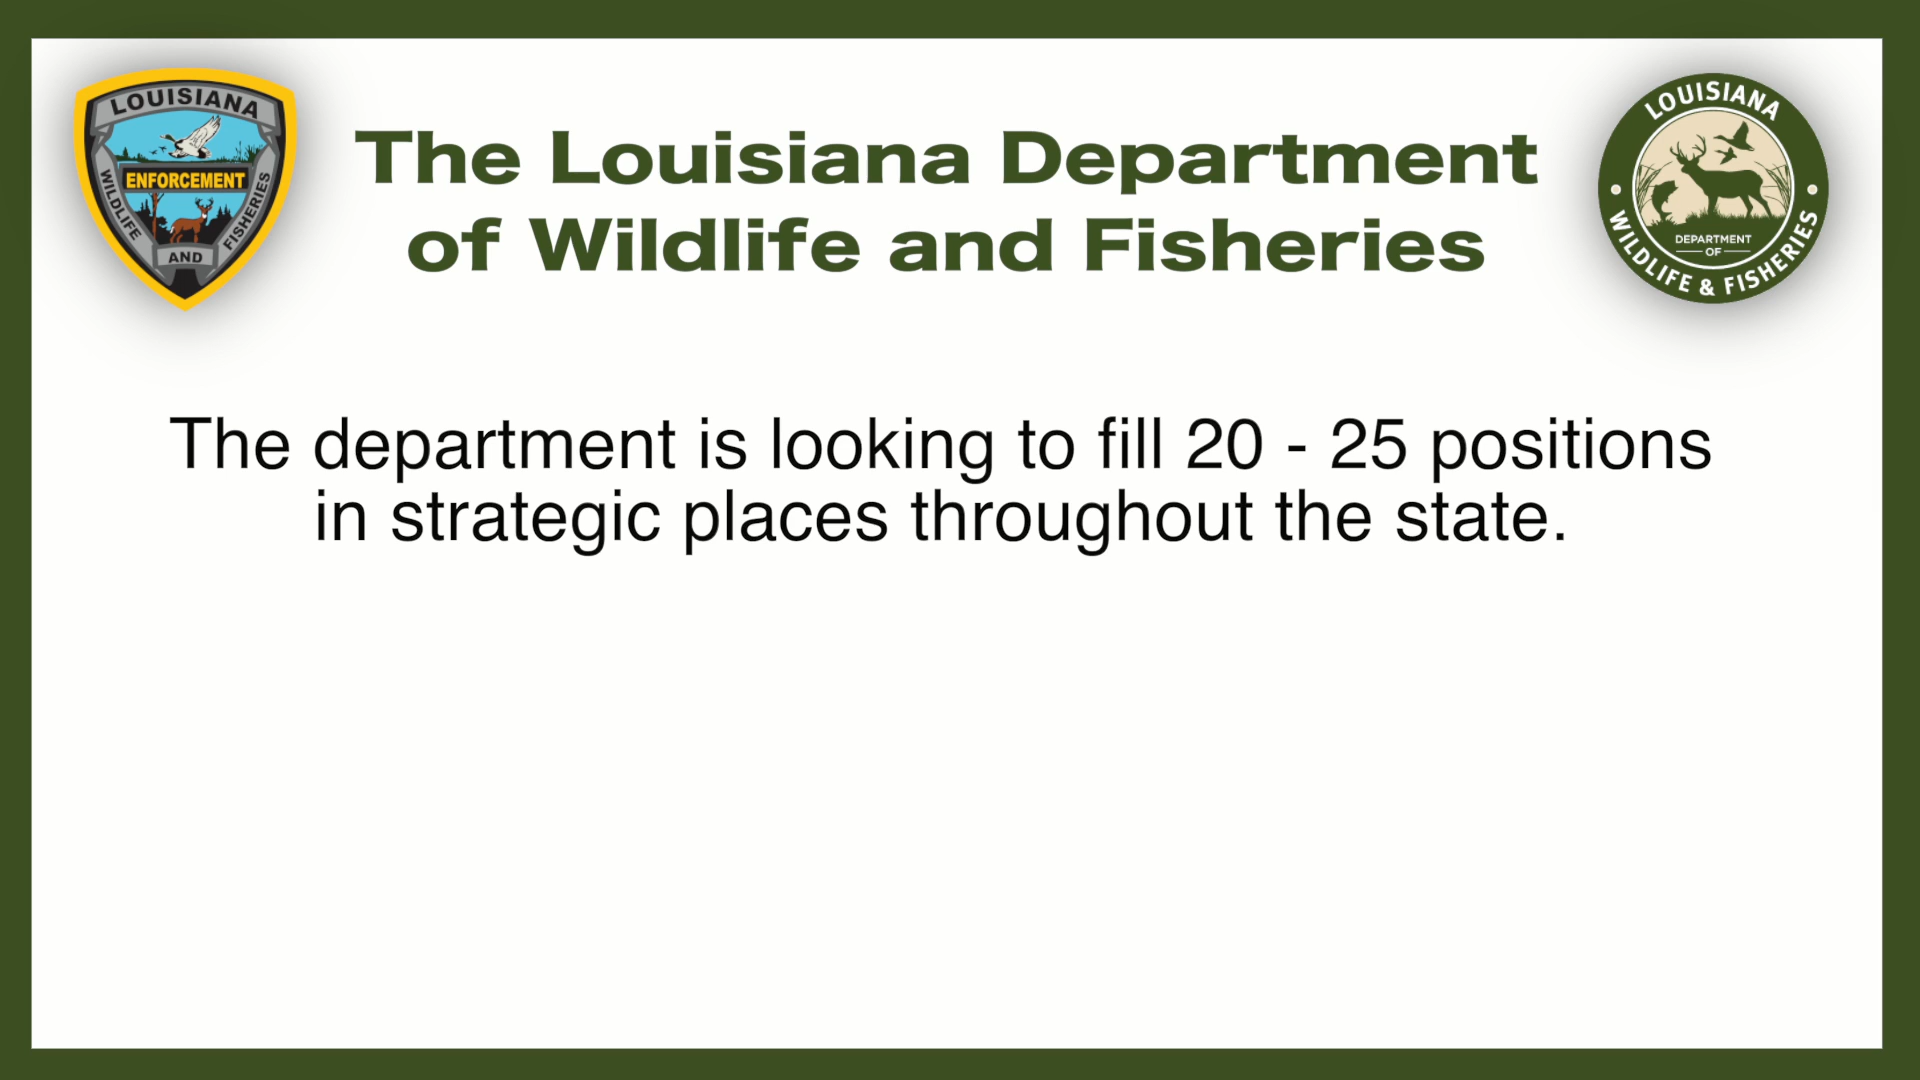 LOUISIANA
ENFORCEMENT
WILDLIFE
AND
FISHERIES
The Louisiana Department
of Wildlife and Fisheries
LOUISIANA
DEPARTMENT
OF
WILDLIFE & FISHERIES
The department is looking to fill 20 - 25 positions
in strategic places throughout the state.